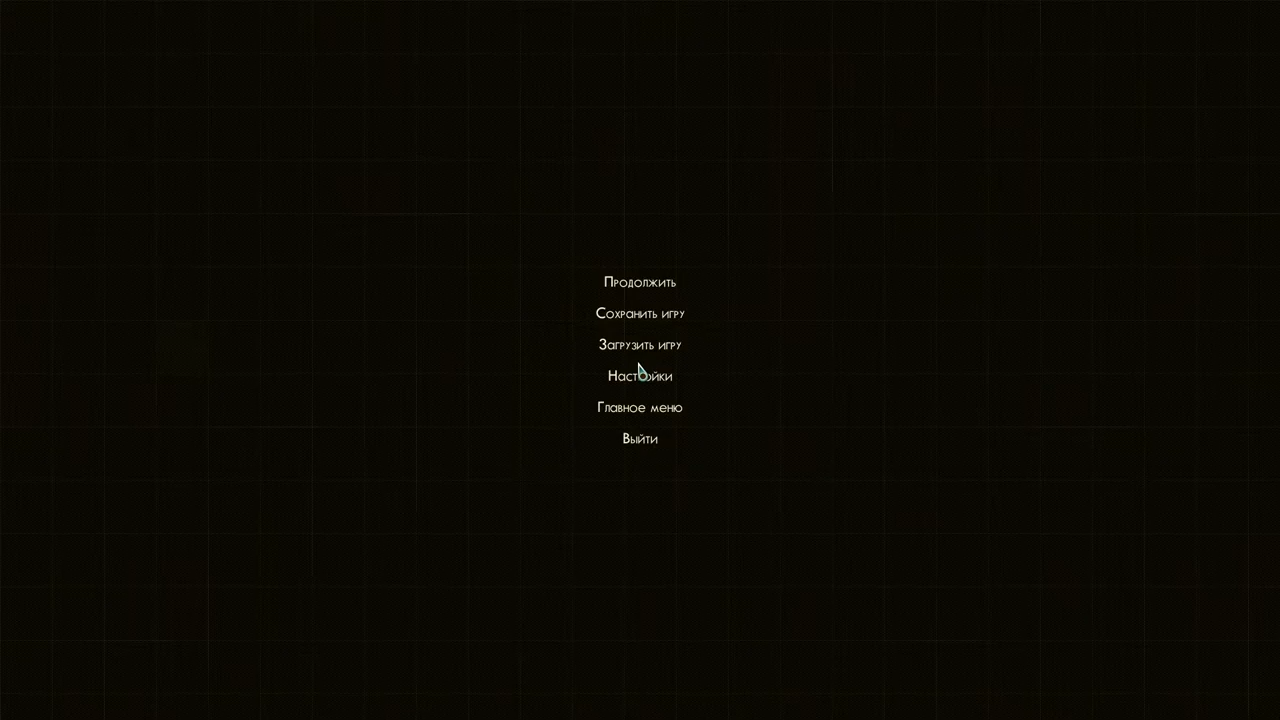 Продолжить
Сохранить игру
Загрузить игру
Настройки
Главное меню
Выйти